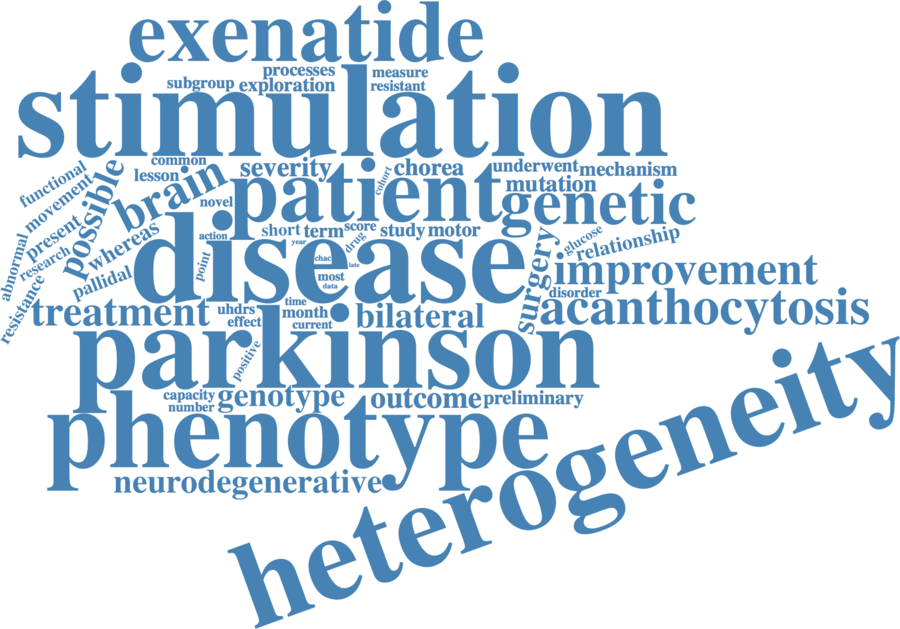 exenatide
processes measure
subgroup exploration resistant
stimulation
common severity cohort chorea underwent mechanism
functional lesson brain patient mutation
movement possible novel genetic
abnormal present whereas action short term score study motor
research pallidal point disease year drug surgery glucose relationship
chac late improvement
most
data disorder
resistance treatment uhdrs time month bilateral acanthocytosis
effect current
parkinson
positive
capacity genotype outcome preliminary
number
phenotype
neurodegenerative
heterogeneity